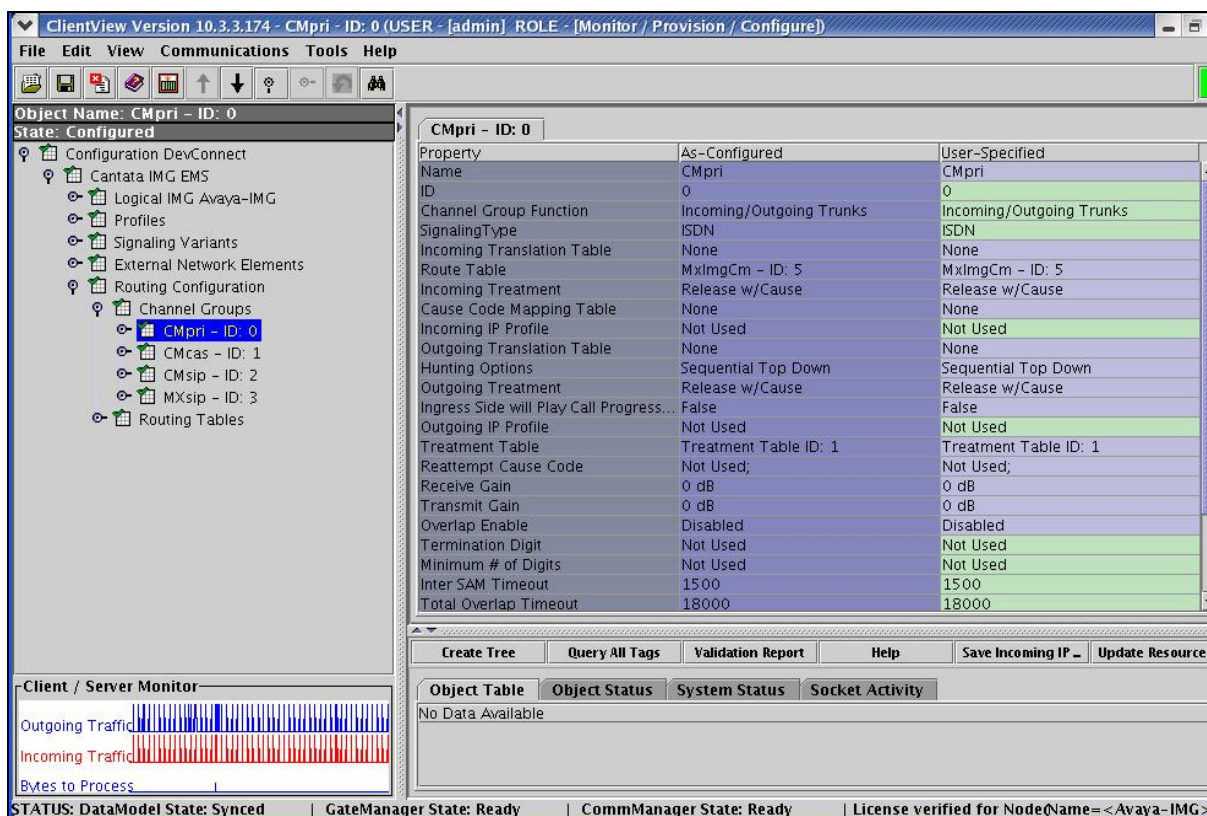 ClientView Version 10.3.3.174 - CMpri - ID: 0 (USER - [admin] ROLE - [Monitor / Provision / Configure])
File Edit View Communications Tools Help
Object Name: CMpri - ID: 0
State: Configured
Configuration DevConnect
Cantata IMG EMS
Logical IMG Avaya-IMG
Profiles
Signaling Variants
External Network Elements
Routing Configuration
Channel Groups
CMpri - ID: 0
CMcas - ID: 1
CMsip - ID: 2
MXsip - ID: 3
Routing Tables
CMpri - ID: 0
Property As-Configured User-Specified
Name CMpri CMpri
ID 0 0
Channel Group Function Incoming/Outgoing Trunks Incoming/Outgoing Trunks
SignalingType ISDN ISDN
Incoming Translation Table None None
Route Table MxImgCm - ID: 5 MxImgCm - ID: 5
Incoming Treatment Release w/Cause Release w/Cause
Cause Code Mapping Table None None
Incoming IP Profile Not Used Not Used
Outgoing Translation Table None None
Hunting Options Sequential Top Down Sequential Top Down
Outgoing Treatment Release w/Cause Release w/Cause
Ingress Side will Play Call Progress... False False
Outgoing IP Profile Not Used Not Used
Treatment Table Treatment Table ID: 1 Treatment Table ID: 1
Reattempt Cause Code Not Used; Not Used;
Receive Gain 0 dB 0 dB
Transmit Gain 0 dB 0 dB
Overlap Enable Disabled Disabled
Termination Digit Not Used Not Used
Minimum # of Digits Not Used Not Used
Inter SAM Timeout 1500 1500
Total Overlap Timeout 18000 18000
Create Tree Query All Tags Validation Report Help Save Incoming IP ... Update Resource
Object Table Object Status System Status Socket Activity
No Data Available
Client / Server Monitor
Outgoing Traffic
Incoming Traffic
Bytes to Process
STATUS: DataModel State: Synced | GateManager State: Ready | CommManager State: Ready | License verified for Node(Name=<Avaya-IMG>